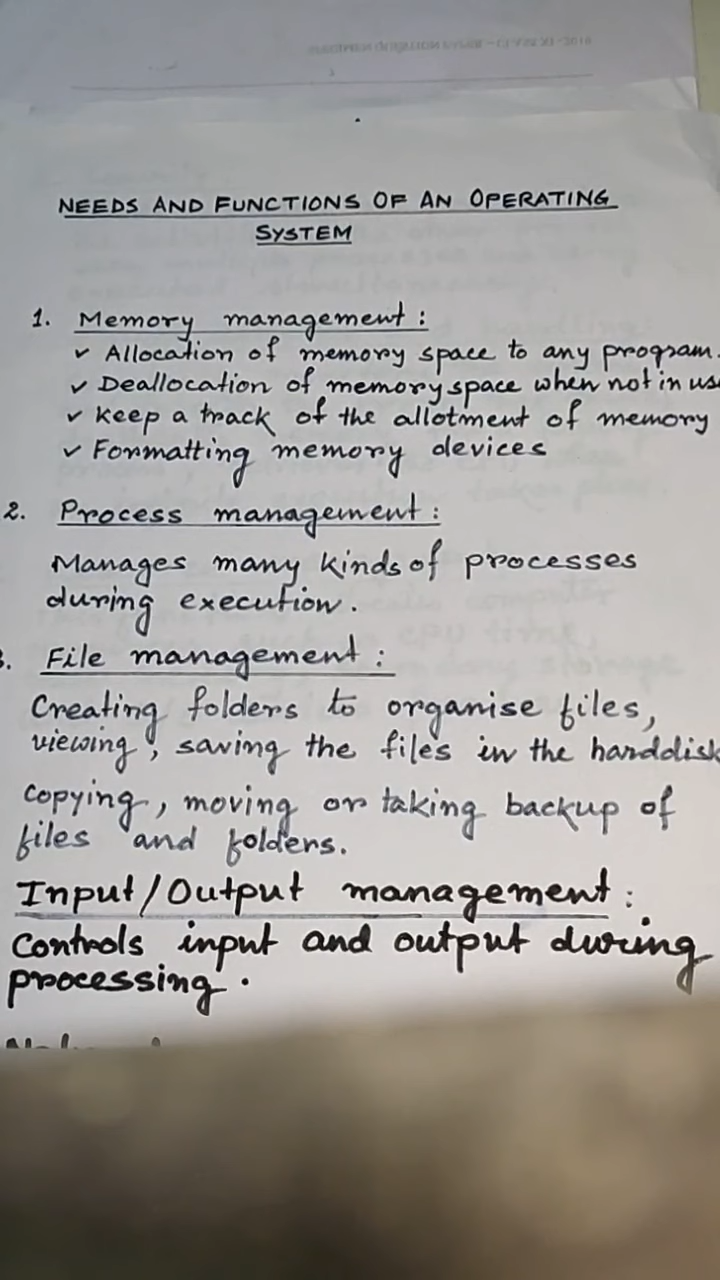 NEEDS AND FUNCTIONS OF AN OPERATING
SYSTEM
1. Memory management :
✓ Allocation of memory space to any program.
✓ Deallocation of memory space when not in us
✓ Keep a track of the allotment of memory
✓ Formatting memory devices
2. Process management :
Manages many kinds of processes
during execution.
3. File management :
Creating folders to organise files,
viewing, saving the files in the harddisk
copying, moving or taking backup of
files and folders.
Input/Output management :
Controls input and output during
processing.